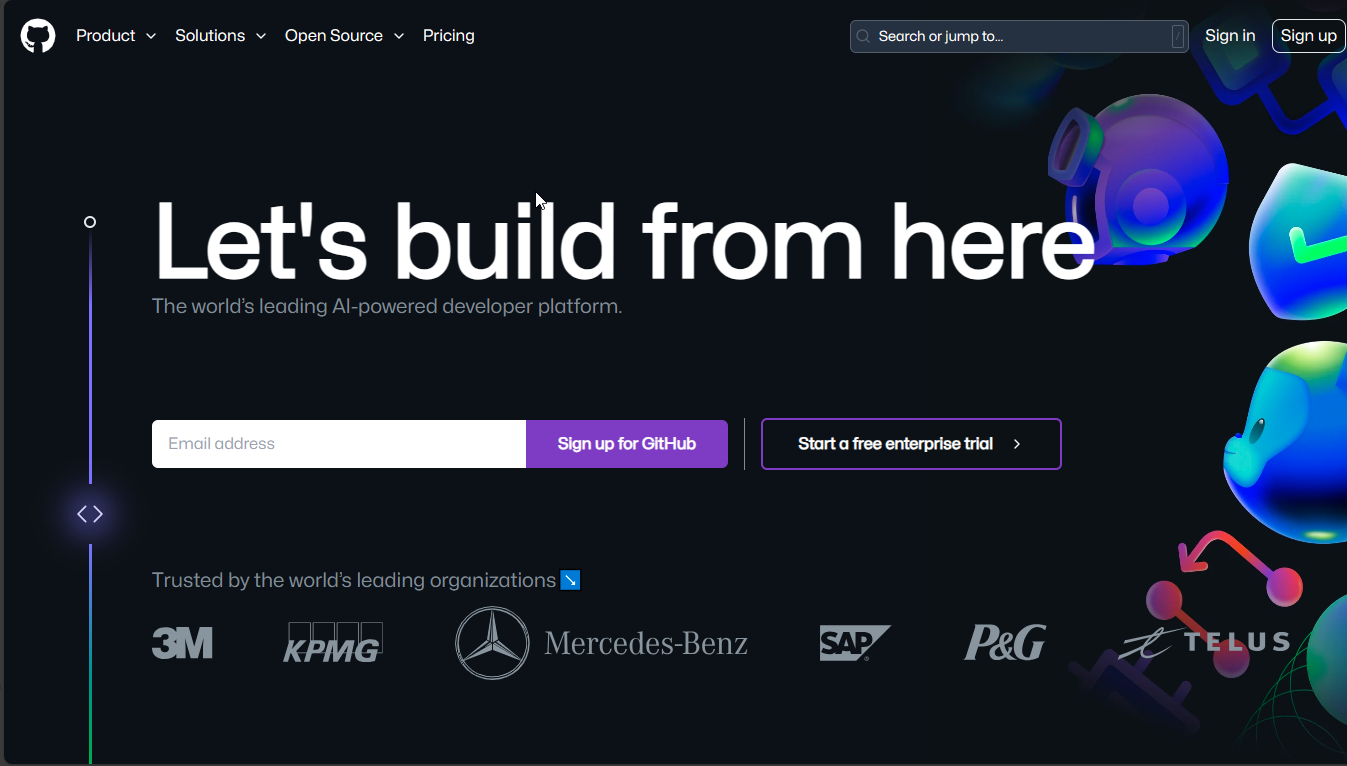 Product Solutions Open Source Pricing Search or jump to... / Sign in Sign up
Let's build from here
The world’s leading AI-powered developer platform.
Email address Sign up for GitHub Start a free enterprise trial
Trusted by the world’s leading organizations ↘
3M KPMG Mercedes-Benz SAP® P&G TELUS